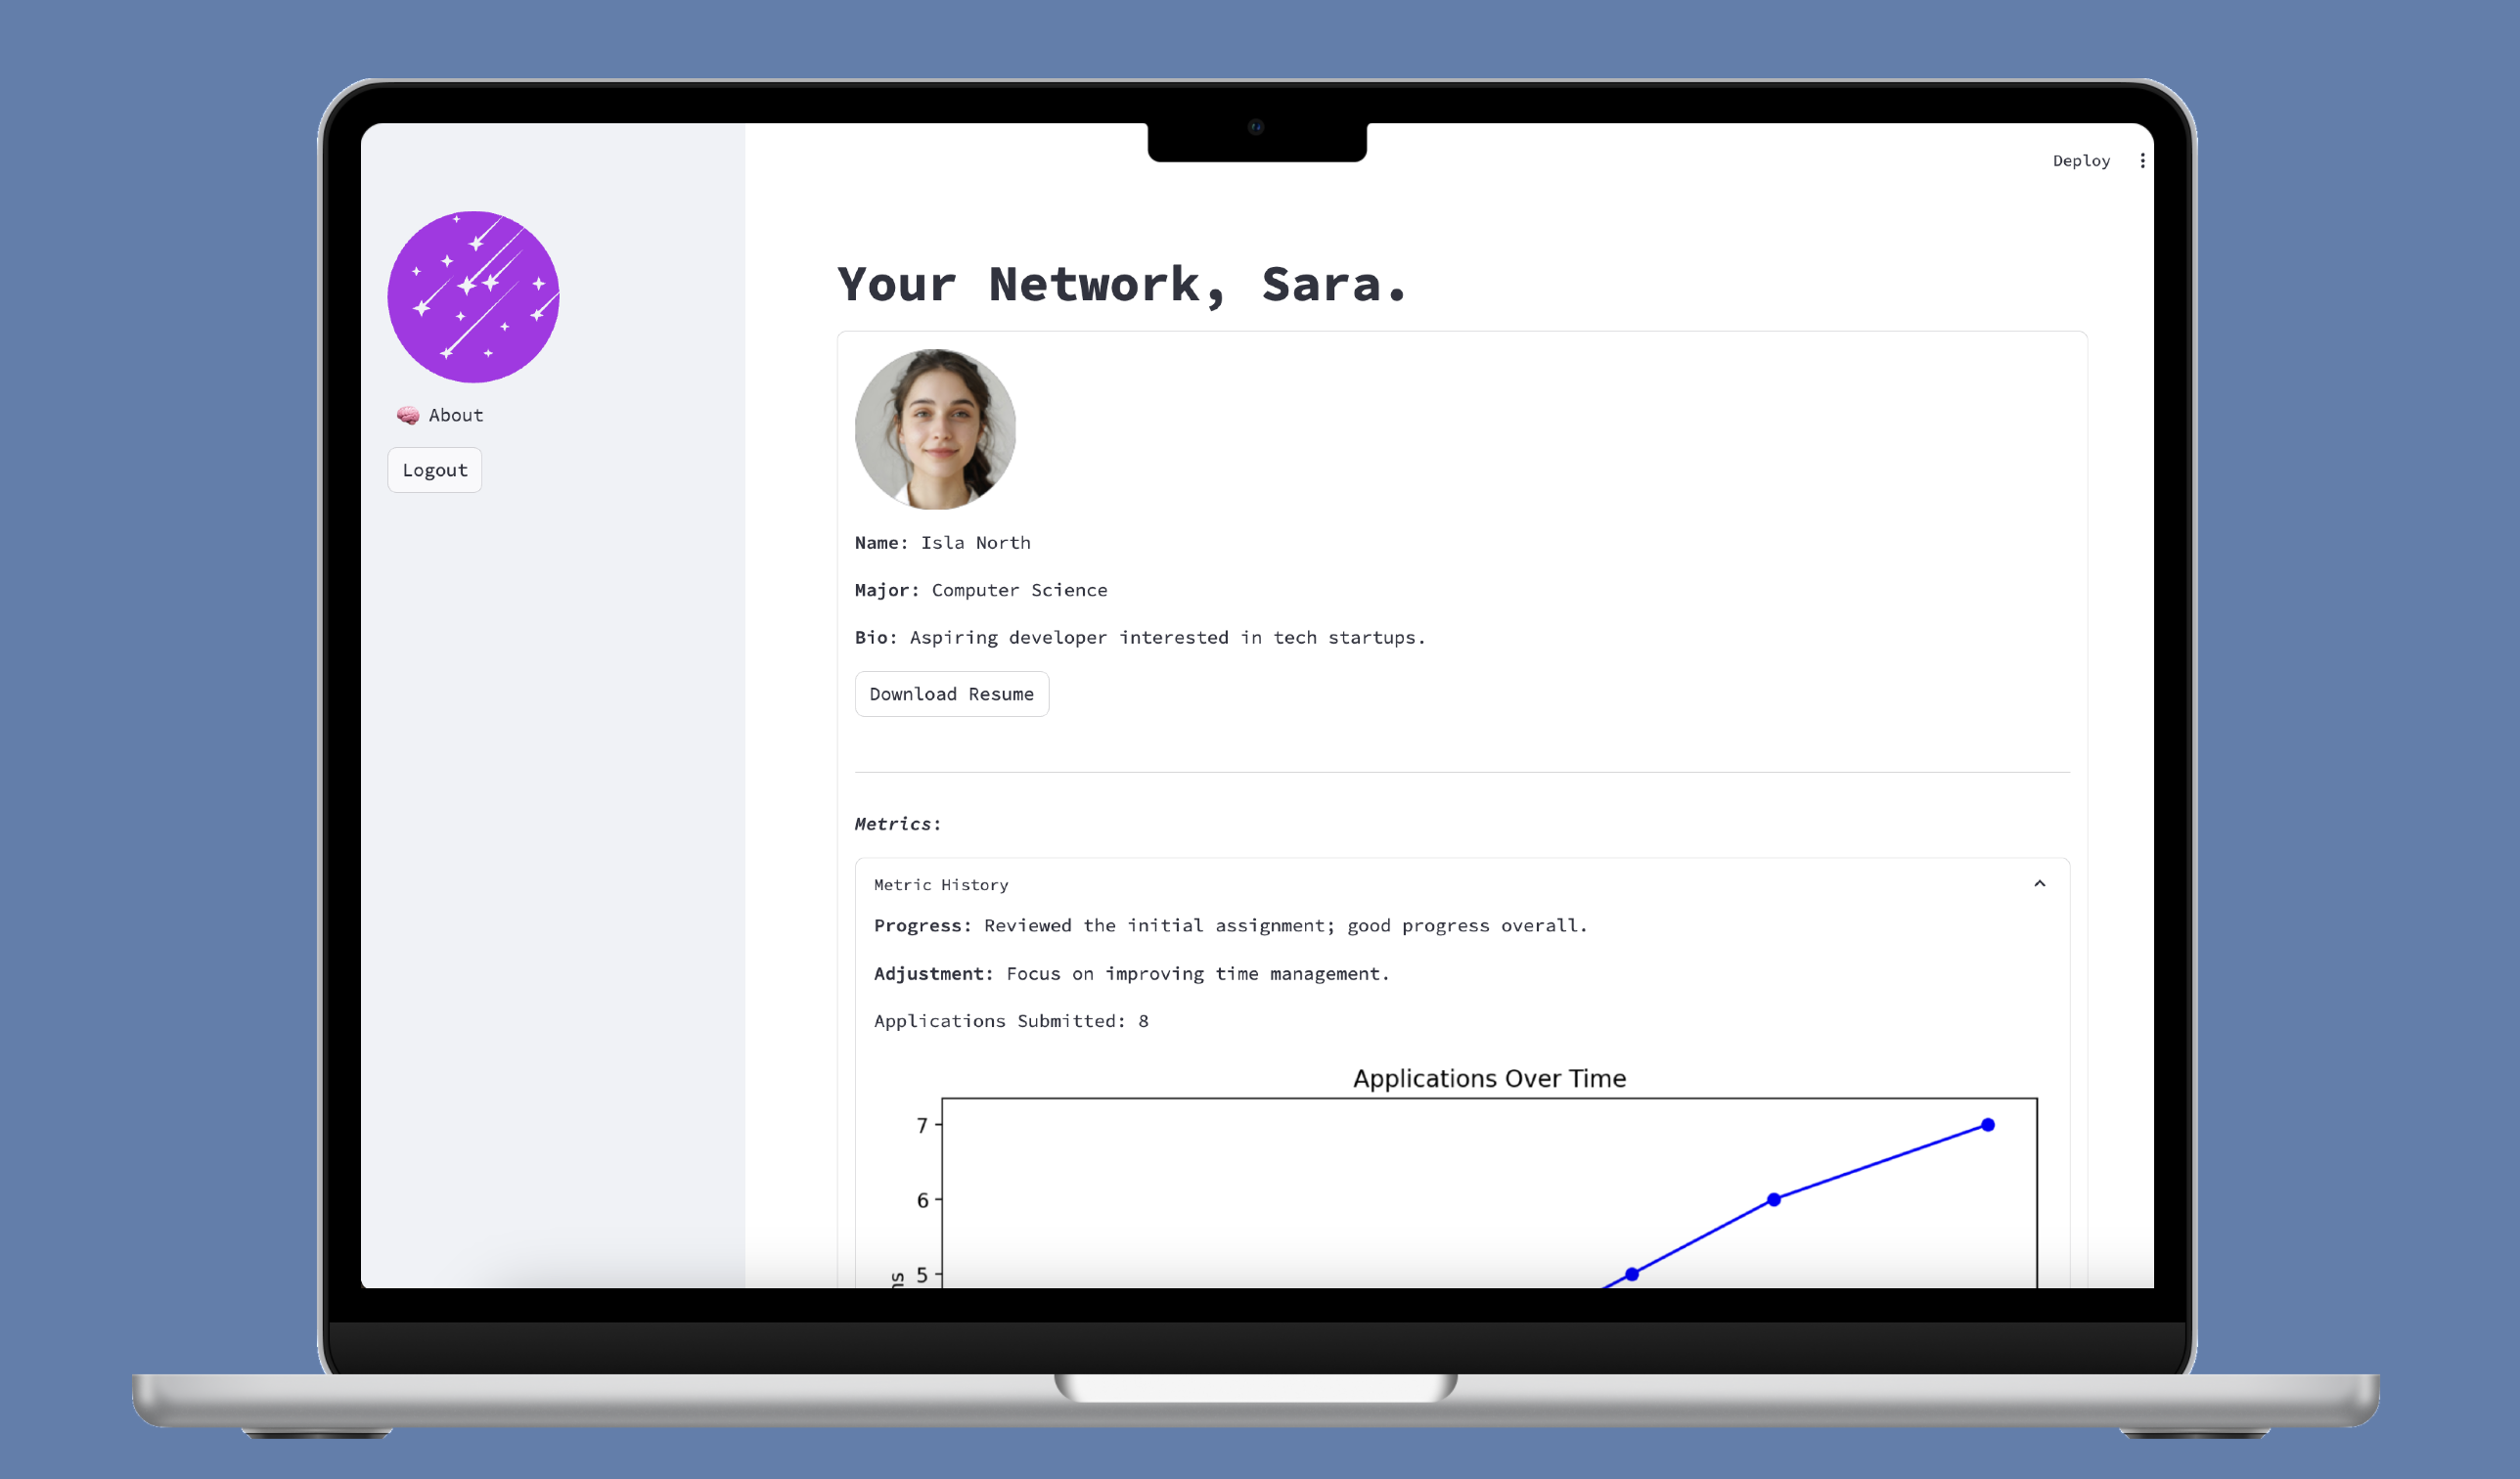 Deploy
About
Logout
Your Network, Sara.
Name: Isla North
Major: Computer Science
Bio: Aspiring developer interested in tech startups.
Download Resume
Metrics:
Metric History
Progress: Reviewed the initial assignment; good progress overall.
Adjustment: Focus on improving time management.
Applications Submitted: 8
Applications Over Time
7
6
5